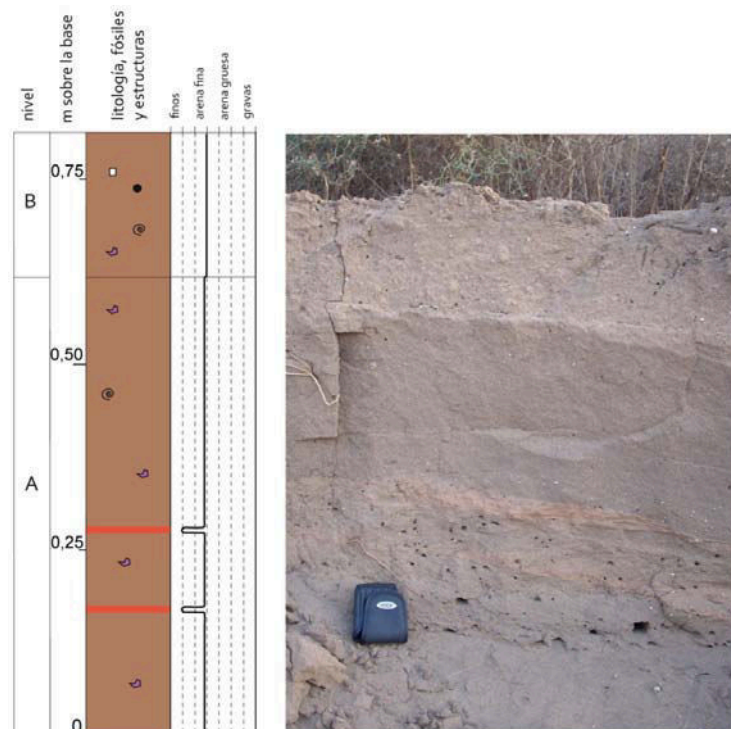 nivel
m sobre la base
litología, fósiles
y estructuras
finos
arena fina
arena gruesa
gravas
0,75
B
0,50
A
0,25
0